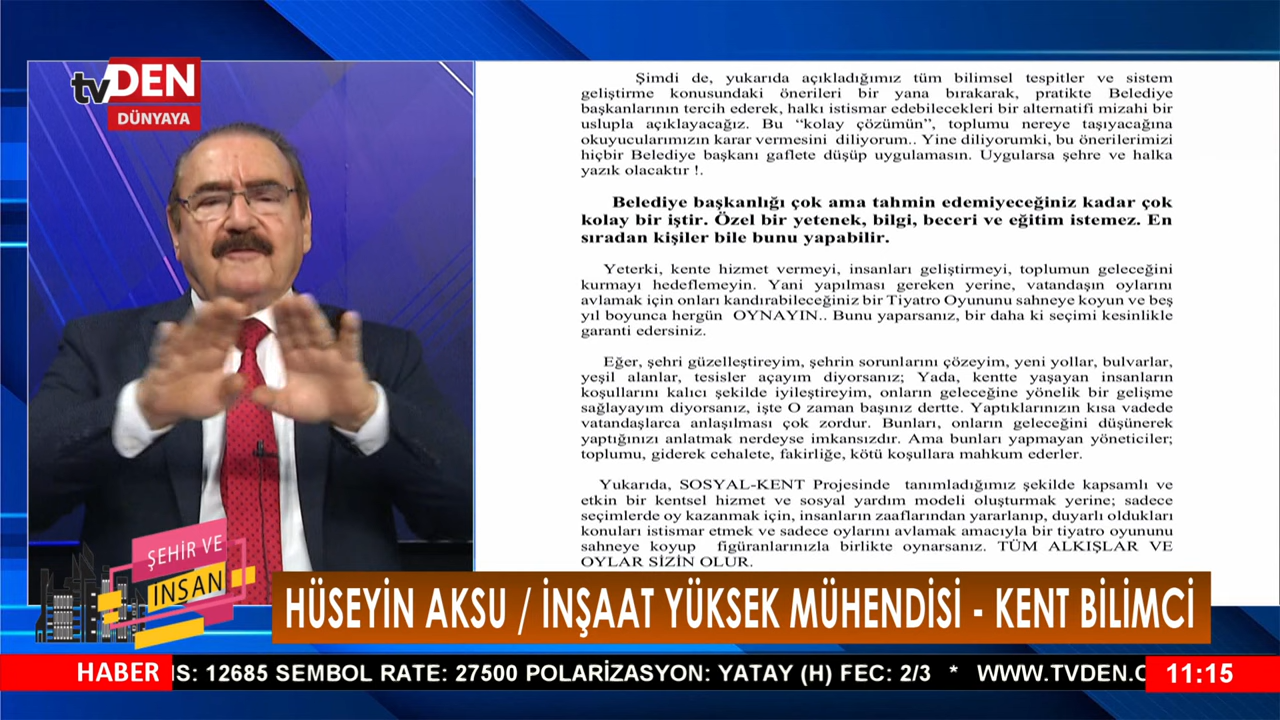 tvDEN
DÜNYAYA
Şimdi de, yukarıda açıkladığımız tüm bilimsel tespitler ve sistem
geliştirme konusundaki önerileri bir yana bırakarak, pratikte Belediye
başkanlarının tercih ederek, halkı istismar edebilecekleri bir alternatifi mizahi bir
uslupla açıklayacağız. Bu “kolay çözümün”, toplumu nereye taşıyacağına
okuyucularımızın karar vermesini diliyorum.. Yine diliyorumki, bu önerilerimizi
hiçbir Belediye başkanı gaflete düşüp uygulamasın. Uygularsa şehre ve halka
yazık olacaktır !.
Belediye başkanlığı çok ama tahmin edemiyeceğiniz kadar çok
kolay bir iştir. Özel bir yetenek, bilgi, beceri ve eğitim istemez. En
sıradan kişiler bile bunu yapabilir.
Yeterki, kente hizmet vermeyi, insanları geliştirmeyi, toplumun geleceğini
kurmayı hedeflemeyin. Yani yapılması gereken yerine, vatandaşın oylarını
avlamak için onları kandırabileceğiniz bir Tiyatro Oyununu sahneye koyun ve beş
yıl boyunca hergün OYNAYIN.. Bunu yaparsanız, bir daha ki seçimi kesinlikle
garanti edersiniz.
Eğer, şehri güzelleştireyim, şehrin sorunlarını çözeyim, yeni yollar, bulvarlar,
yeşil alanlar, tesisler açayım diyorsanız; Yada, kentte yaşayan insanların
koşullarını kalıcı şekilde iyileştireyim, onların geleceğine yönelik bir gelişme
sağlayayım diyorsanız, işte O zaman başınız dertte. Yaptıklarınızın kısa vadede
vatandaşlarca anlaşılması çok zordur. Bunları, onların geleceğini düşünerek
yaptığınızı anlatmak nerdeyse imkansızdır. Ama bunları yapmayan yöneticiler;
toplumu, giderek cehalete, fakirliğe, kötü koşullara mahkum ederler.
Yukarıda, SOSYAL-KENT Projesinde tanımladığımız şekilde kapsamlı ve
etkin bir kentsel hizmet ve sosyal yardım modeli oluşturmak yerine; sadece
seçimlerde oy kazanmak için, insanların zaaflarından yararlanıp, duyarlı oldukları
konuları istismar etmek ve sadece oylarını avlamak amacıyla bir tiyatro oyununu
sahneye koyup figüranlarınızla birlikte oynarsanız. TÜM ALKIŞLAR VE
OYLAR SİZİN OLUR.
ŞEHİR VE
INSAN
HÜSEYİN AKSU / İNŞAAT YÜKSEK MÜHENDİSİ - KENT BİLİMCİ
HABER
NS: 12685 SEMBOL RATE: 27500 POLARİZASYON: YATAY (H) FEC: 2/3 * WWW.TVDEN.C
11:15